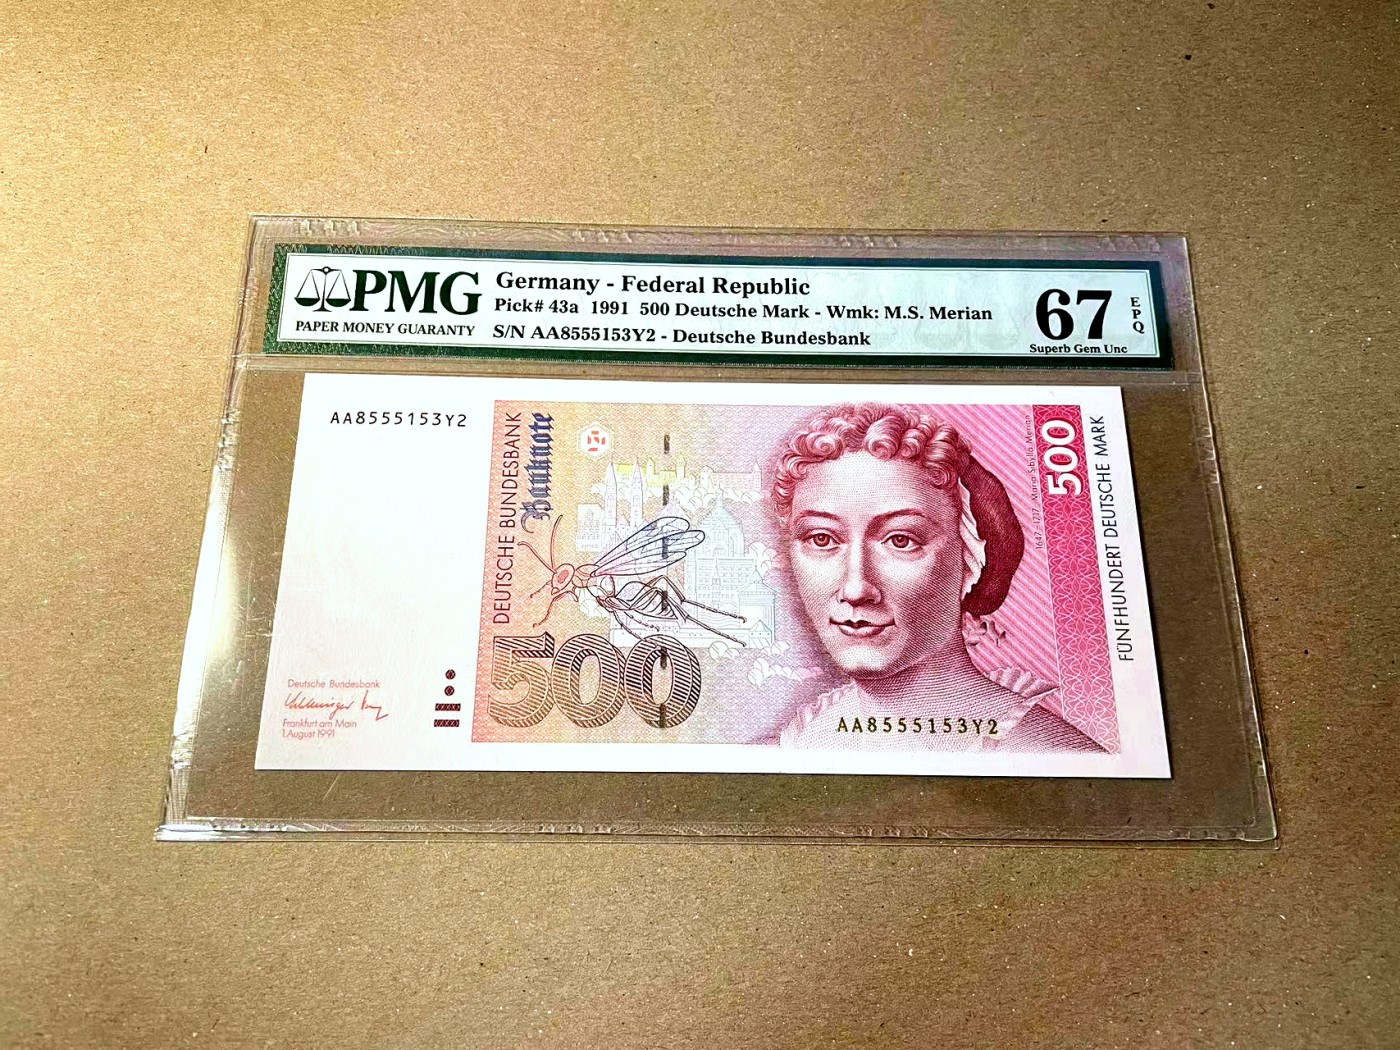 PMG
PAPER MONEY GUARANTY
Germany - Federal Republic
Pick# 43a 1991 500 Deutsche Mark - Wmk: M.S. Merian
S/N AA8555153Y2 - Deutsche Bundesbank
67
EPQ
Superb Gem Unc
AA8555153Y2
DEUTSCHE BUNDESBANK
Banknote
500
1647-1717 Maria Sibylla Merian
500
FÜNFHUNDERT DEUTSCHE MARK
Deutsche Bundesbank
Frankfurt am Main
1. August 1991
AA8555153Y2